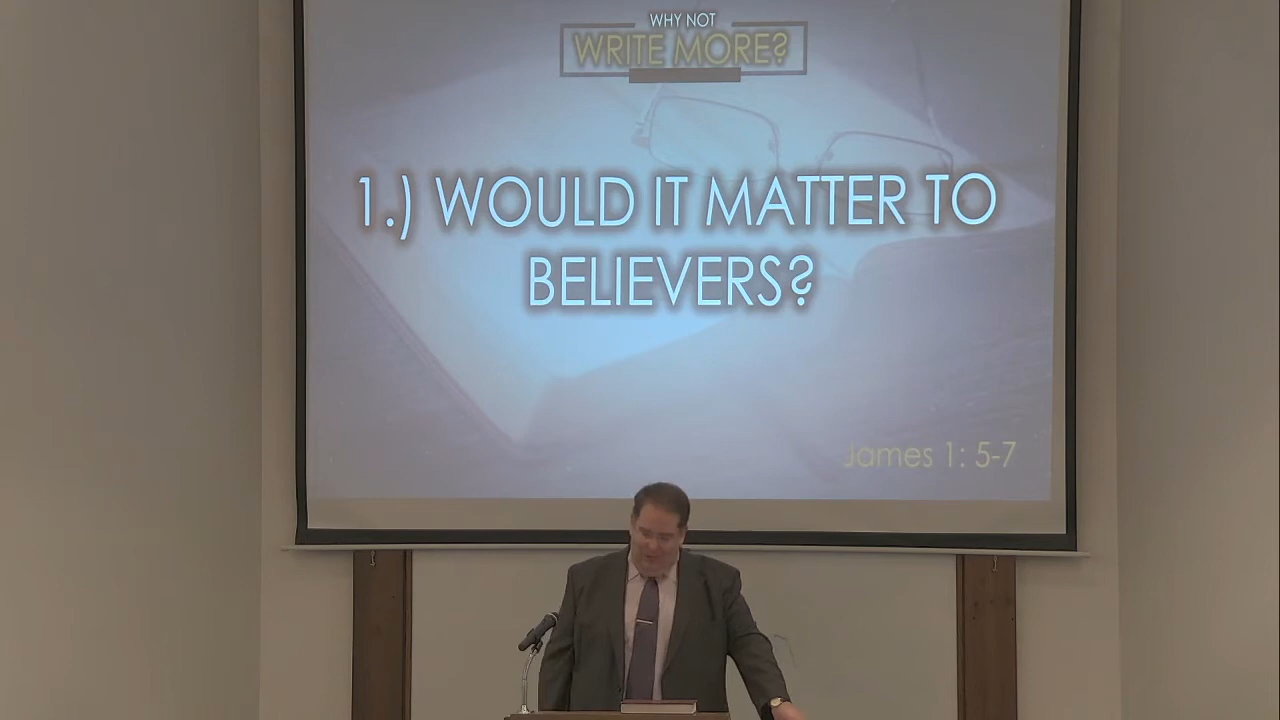 WHY NOT
WRITE MORE?
1.) WOULD IT MATTER TO
BELIEVERS?
James 1: 5-7